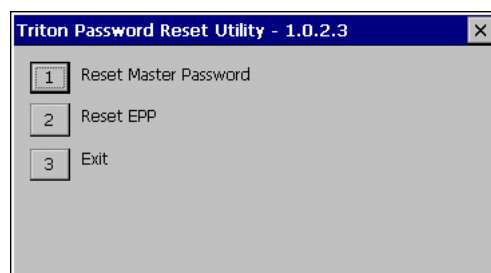 Triton Password Reset Utility - 1.0.2.3
1 Reset Master Password
2 Reset EPP
3 Exit